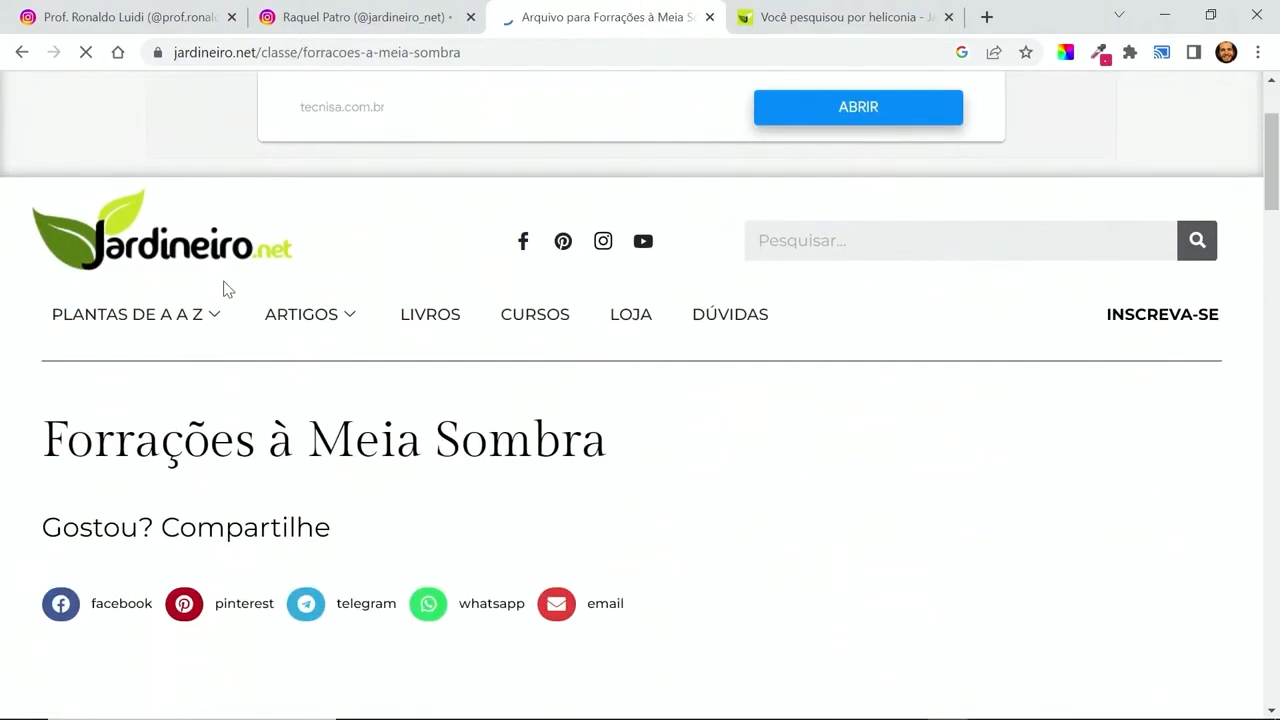 Prof. Ronaldo Luidi (@prof.ronal
Raquel Patro (@jardineiro_net) •
Arquivo para Forrações à Meia S
Você pesquisou por heliconia - J
jardineiro.net/classe/forracoes-a-meia-sombra
tecnisa.com.br
ABRIR
Jardineiro.net
Pesquisar...
PLANTAS DE A A Z
ARTIGOS
LIVROS
CURSOS
LOJA
DÚVIDAS
INSCREVA-SE
Forrações à Meia Sombra
Gostou? Compartilhe
facebook
pinterest
telegram
whatsapp
email